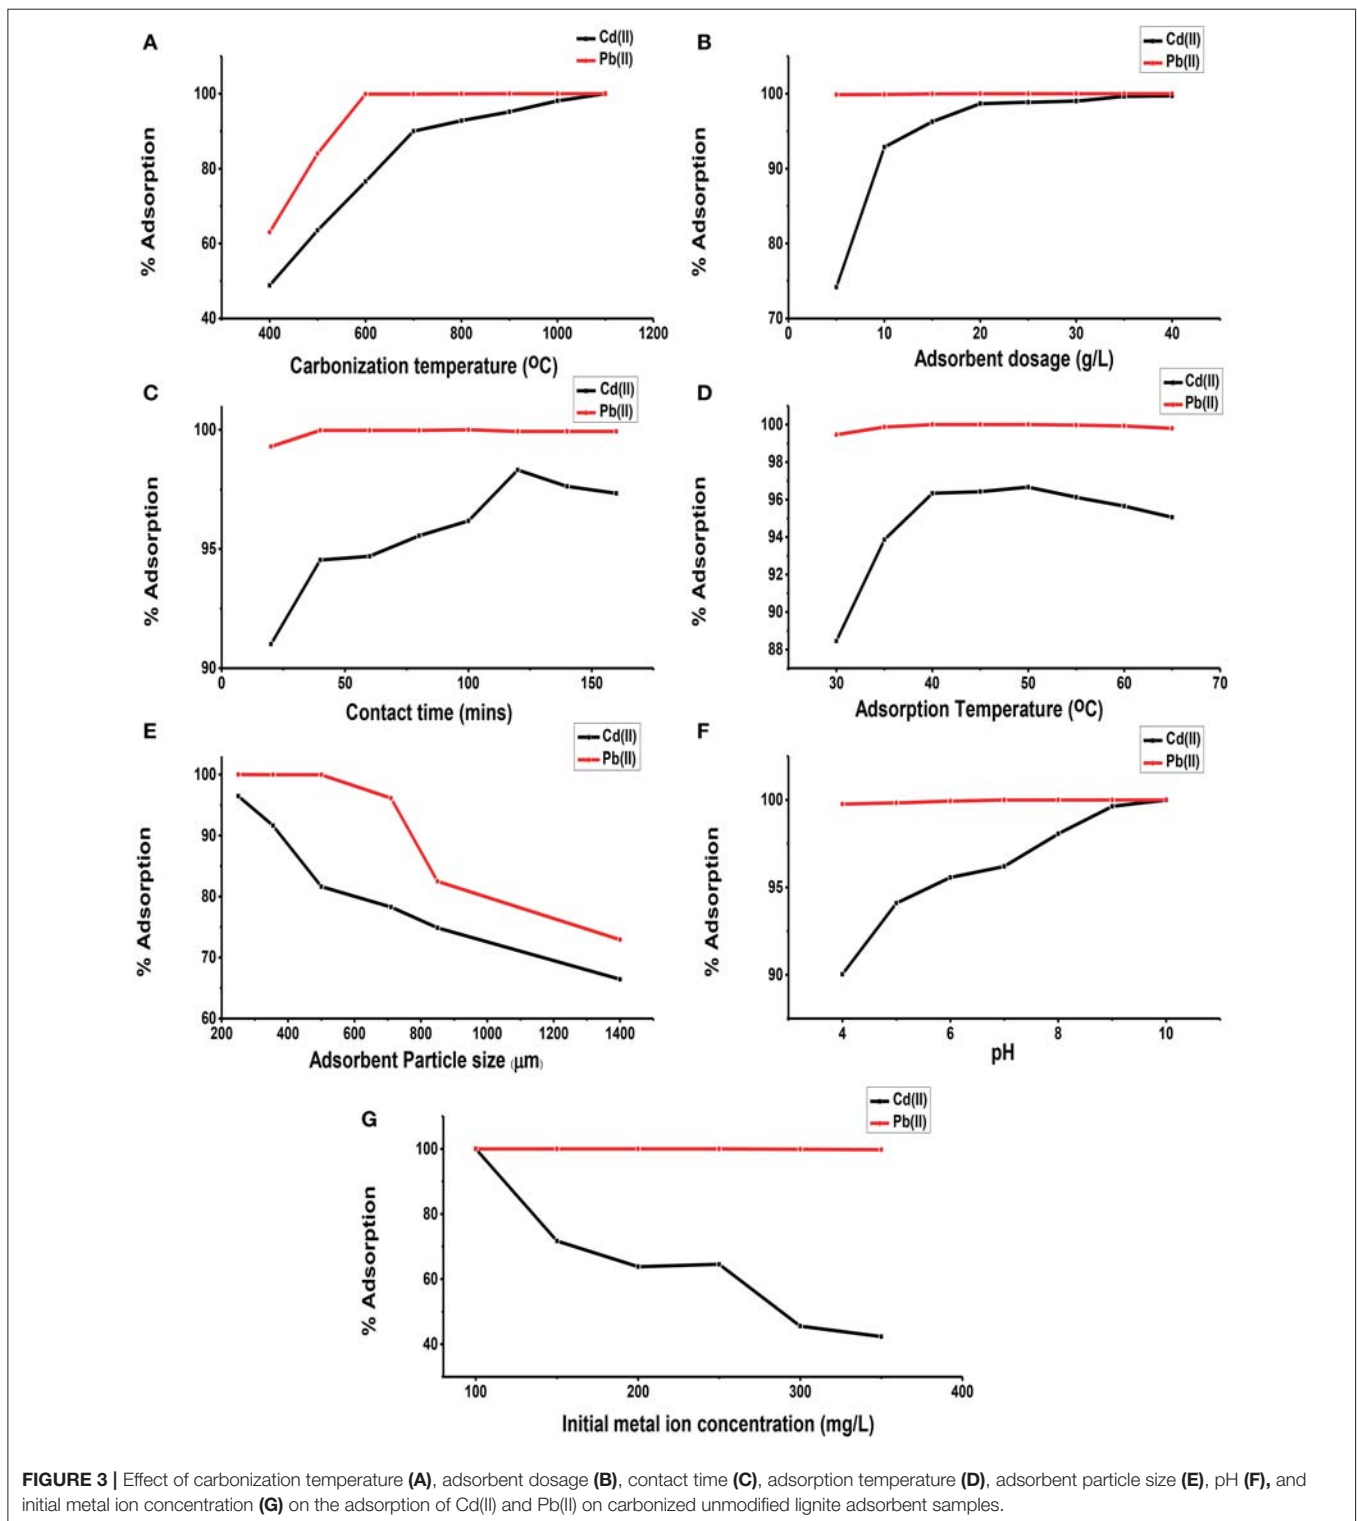 A
Cd(II)
Pb(II)
% Adsorption
100
80
60
40
400
600
800
1000
1200
Carbonization temperature (⁰C)
B
Cd(II)
Pb(II)
% Adsorption
100
90
80
70
0
10
20
30
40
Adsorbent dosage (g/L)
C
Cd(II)
Pb(II)
% Adsorption
100
95
90
0
50
100
150
Contact time (mins)
D
Cd(II)
Pb(II)
% Adsorption
100
98
96
94
92
90
88
30
40
50
60
70
Adsorption Temperature (⁰C)
E
Cd(II)
Pb(II)
% Adsorption
100
90
80
70
60
200
400
600
800
1000
1200
1400
Adsorbent Particle size (μm)
F
Cd(II)
Pb(II)
% Adsorption
100
95
90
4
6
8
10
pH
G
Cd(II)
Pb(II)
% Adsorption
100
80
60
40
100
200
300
400
Initial metal ion concentration (mg/L)
FIGURE 3 | Effect of carbonization temperature (A), adsorbent dosage (B), contact time (C), adsorption temperature (D), adsorbent particle size (E), pH (F), and
initial metal ion concentration (G) on the adsorption of Cd(II) and Pb(II) on carbonized unmodified lignite adsorbent samples.